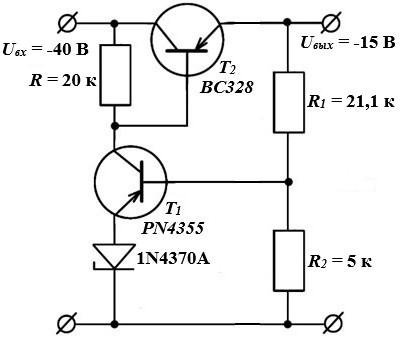 Uвх = -40 В
Uвых = -15 В
R = 20 к
T2
BC328
R1 = 21,1 к
T1
PN4355
1N4370A
R2 = 5 к